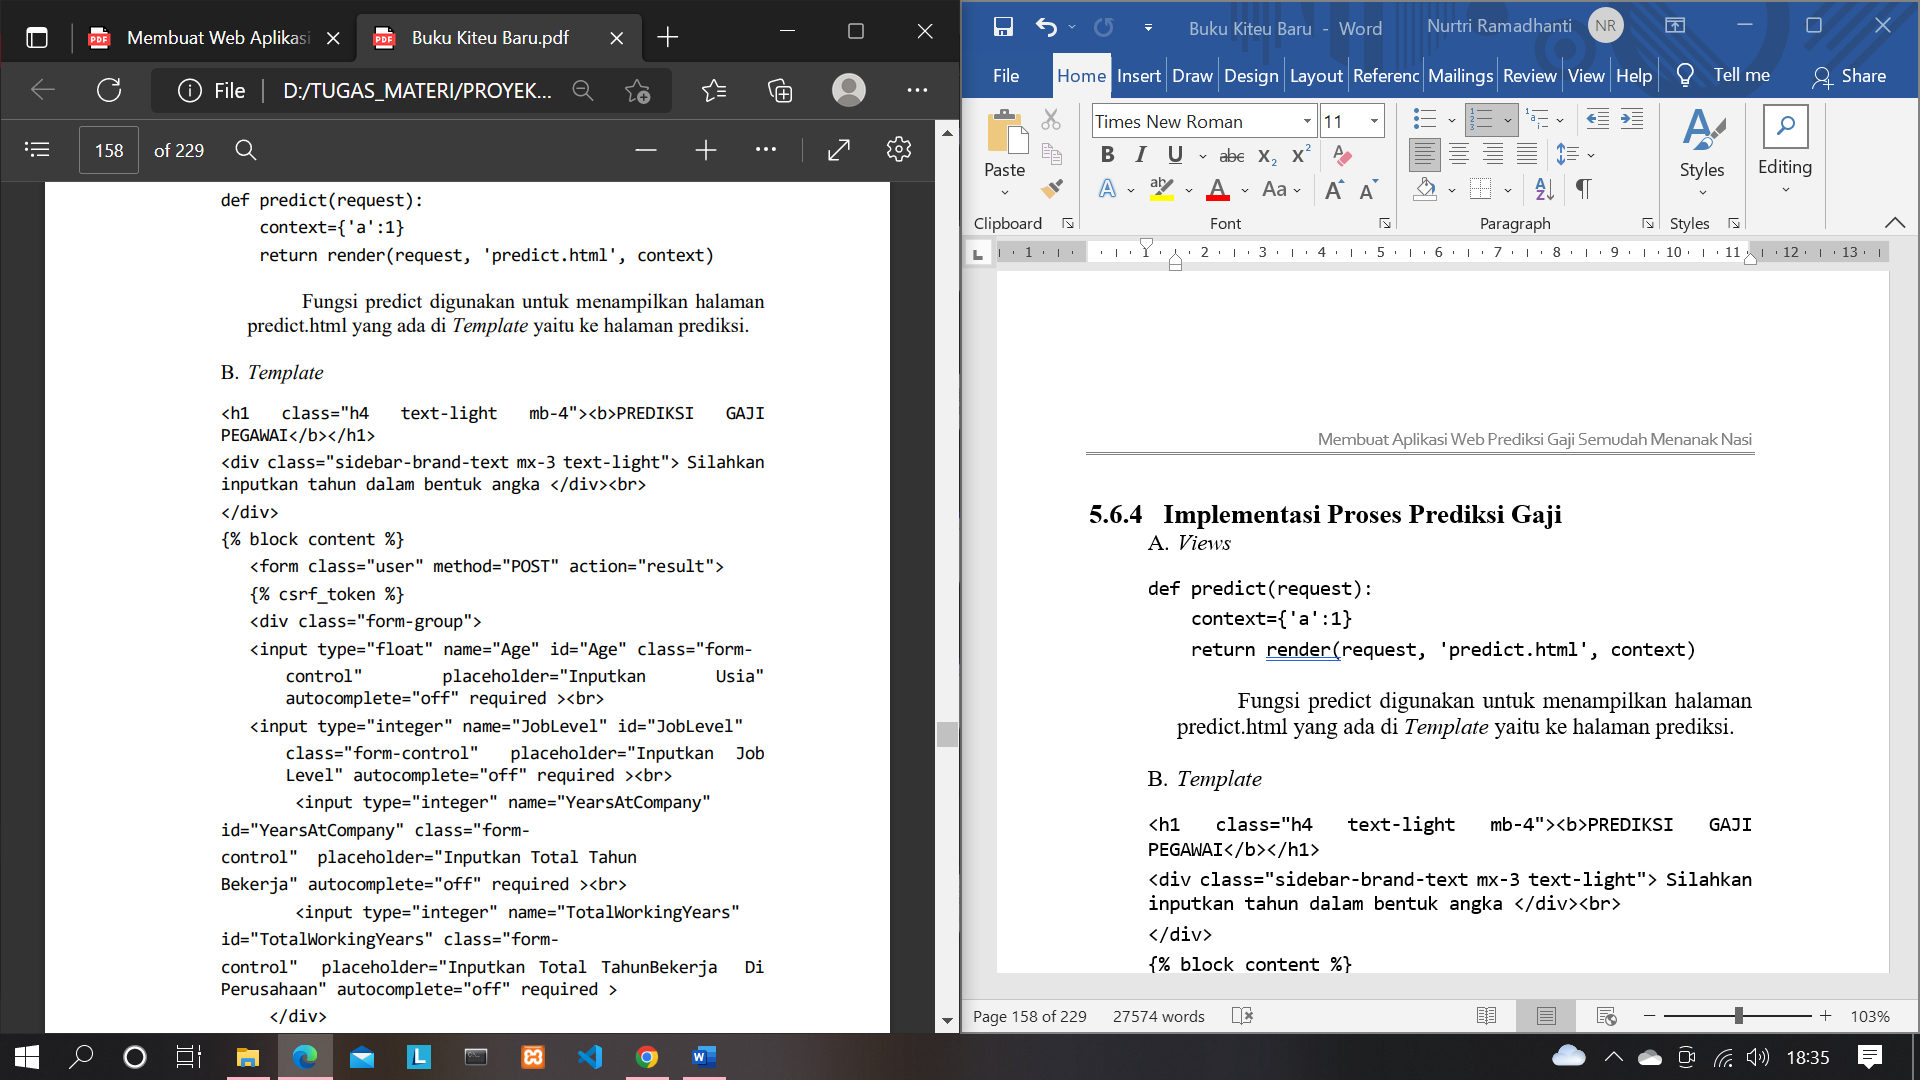 Membuat Web Aplikasi
Buku Kiteu Baru.pdf
File
D:/TUGAS_MATERI/PROYEK...
158 of 229
def predict(request):
context={'a':1}
return render(request, 'predict.html', context)
Fungsi predict digunakan untuk menampilkan halaman
predict.html yang ada di Template yaitu ke halaman prediksi.
B. Template
<h1 class="h4 text-light mb-4"><b>PREDIKSI GAJI
PEGAWAI</b></h1>
<div class="sidebar-brand-text mx-3 text-light"> Silahkan
inputkan tahun dalam bentuk angka </div><br>
</div>
{% block content %}
<form class="user" method="POST" action="result">
{% csrf_token %}
<div class="form-group">
<input type="float" name="Age" id="Age" class="form-
control" placeholder="Inputkan Usia"
autocomplete="off" required ><br>
<input type="integer" name="JobLevel" id="JobLevel"
class="form-control" placeholder="Inputkan Job
Level" autocomplete="off" required ><br>
<input type="integer" name="YearsAtCompany"
id="YearsAtCompany" class="form-
control" placeholder="Inputkan Total Tahun
Bekerja" autocomplete="off" required ><br>
<input type="integer" name="TotalWorkingYears"
id="TotalWorkingYears" class="form-
control" placeholder="Inputkan Total TahunBekerja Di
Perusahaan" autocomplete="off" required >
</div>
Buku Kiteu Baru - Word
Nurtri Ramadhanti NR
File Home Insert Draw Design Layout Referenc Mailings Review View Help Tell me Share
Times New Roman 11
Paste
Styles
Editing
Clipboard Font Paragraph Styles
1 1 2 3 4 5 6 7 8 9 10 11 12 13
Membuat Aplikasi Web Prediksi Gaji Semudah Menanak Nasi
5.6.4 Implementasi Proses Prediksi Gaji
A. Views
def predict(request):
context={'a':1}
return render(request, 'predict.html', context)
Fungsi predict digunakan untuk menampilkan halaman
predict.html yang ada di Template yaitu ke halaman prediksi.
B. Template
<h1 class="h4 text-light mb-4"><b>PREDIKSI GAJI
PEGAWAI</b></h1>
<div class="sidebar-brand-text mx-3 text-light"> Silahkan
inputkan tahun dalam bentuk angka </div><br>
</div>
{% block content %}
Page 158 of 229 27574 words 103%
18:35